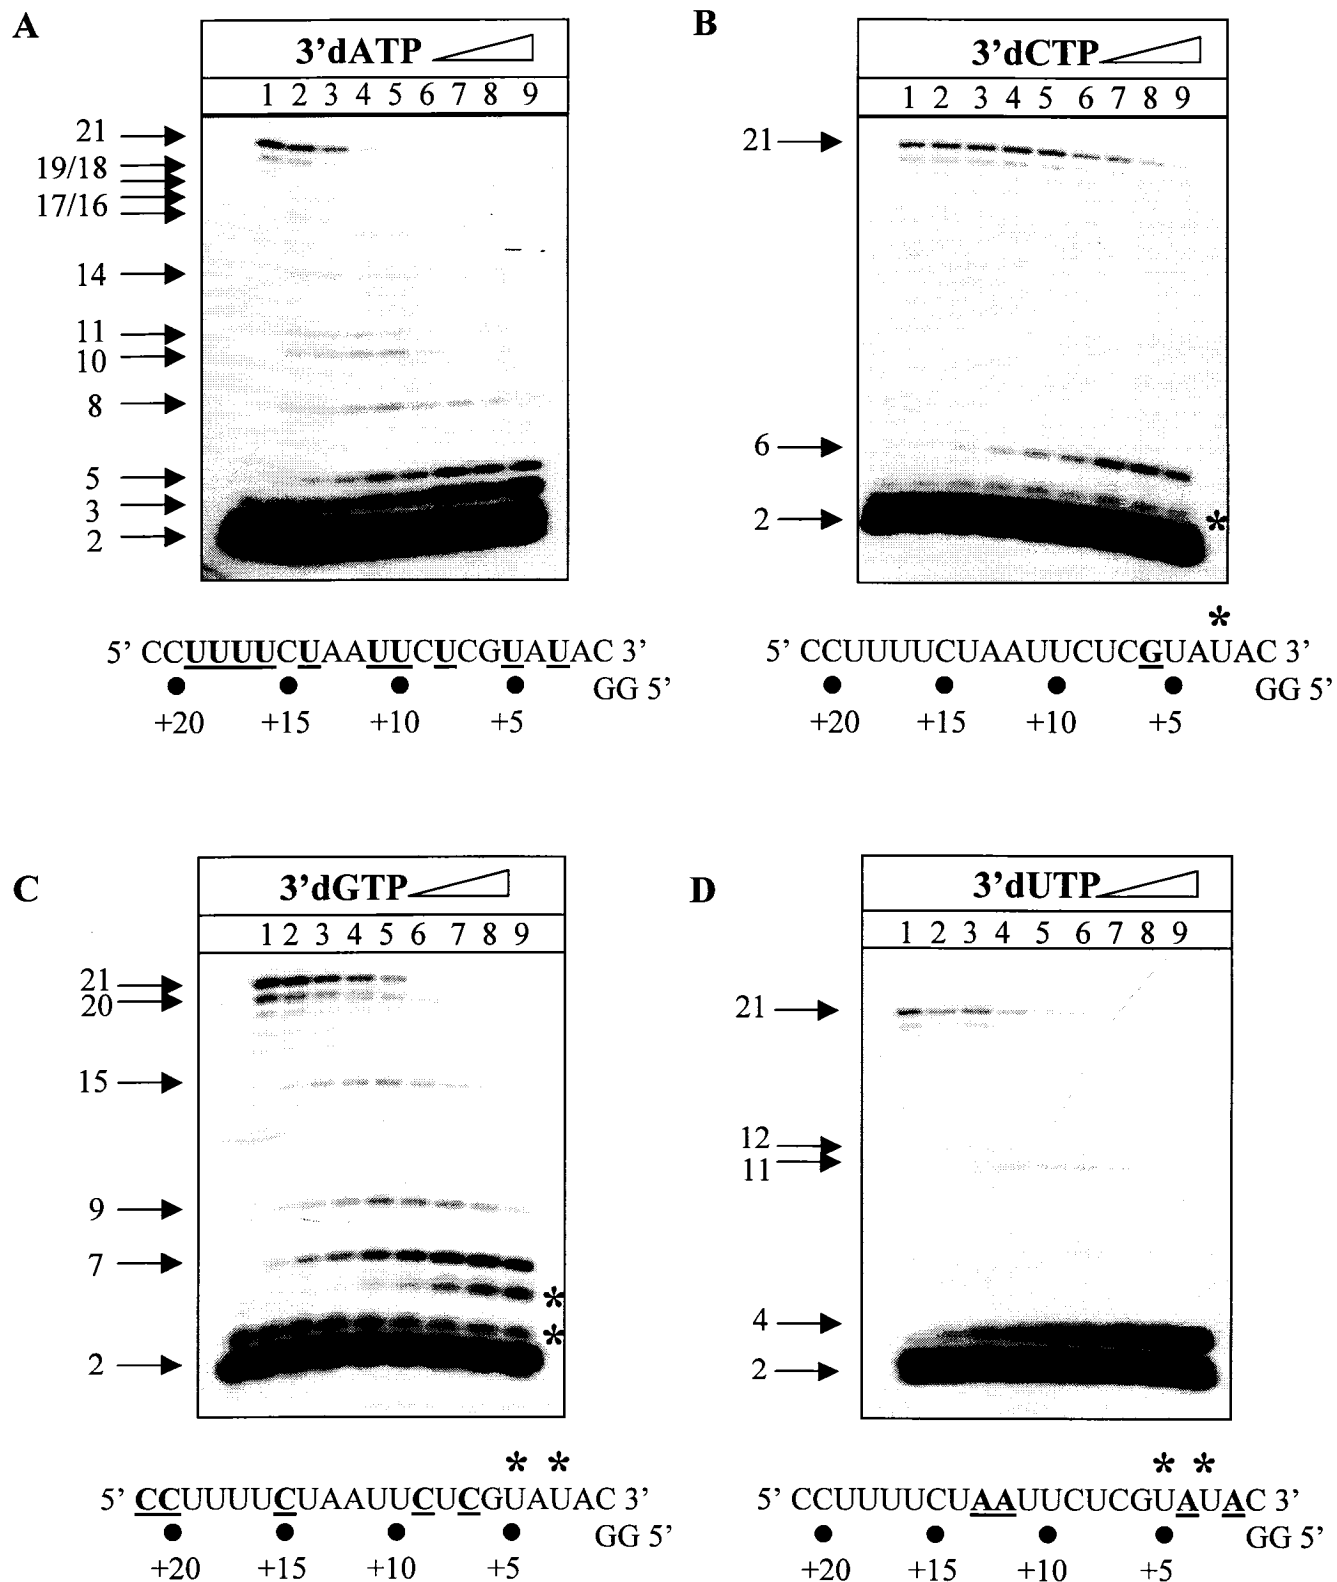 A
3'dATP
1 2 3 4 5 6 7 8 9
21
19/18
17/16
14
11
10
8
5
3
2
5' CCUUUUCUAAUUCUCGUAUAC 3'
GG 5'
+20 +15 +10 +5
B
3'dCTP
1 2 3 4 5 6 7 8 9
21
6
2
*
*
5' CCUUUUCUAAUUCUCGUAUAC 3'
GG 5'
+20 +15 +10 +5
C
3'dGTP
1 2 3 4 5 6 7 8 9
21
20
15
9
7
*
*
2
* *
5' CCUUUUCUAAUUCUCGUAUAC 3'
GG 5'
+20 +15 +10 +5
D
3'dUTP
1 2 3 4 5 6 7 8 9
21
12
11
4
2
* *
5' CCUUUUCUAAUUCUCGUAUAC 3'
GG 5'
+20 +15 +10 +5